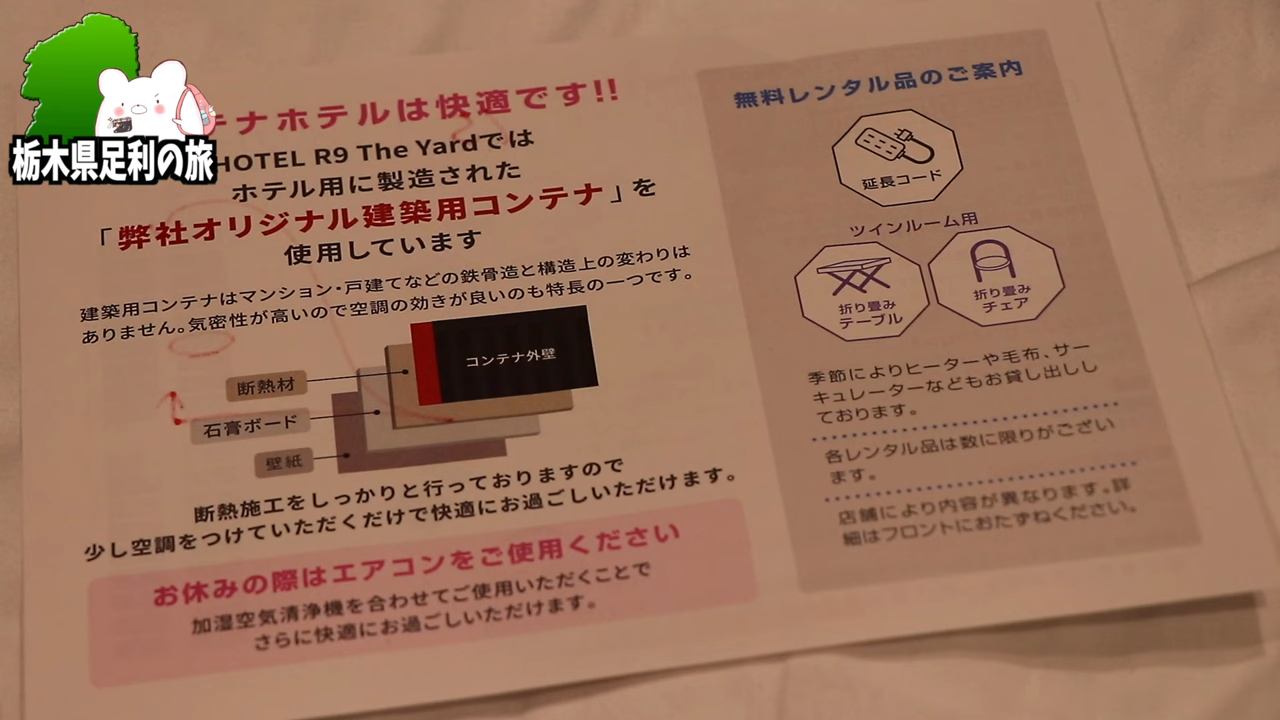 栃木県足利の旅
ナホテルは快適です!!
HOTEL R9 The Yardでは
ホテル用に製造された
「弊社オリジナル建築用コンテナ」を
使用しています
建築用コンテナはマンション・戸建てなどの鉄骨造と構造上の変わりは
ありません。気密性が高いので空調の効きが良いのも特長の一つです。
コンテナ外壁
断熱材
石膏ボード
壁紙
断熱施工をしっかりと行っておりますので
少し空調をつけていただくだけで快適にお過ごしいただけます。
お休みの際はエアコンをご使用ください
加湿空気清浄機を合わせてご使用いただくことで
さらに快適にお過ごしいただけます。
無料レンタル品のご案内
延長コード
ツインルーム用
折り畳み
テーブル
折り畳み
チェア
季節によりヒーターや毛布、サー
キュレーターなどもお貸し出しし
ております。
各レンタル品は数に限りがござい
ます。
店舗により内容が異なります。詳
細はフロントにおたずねください。